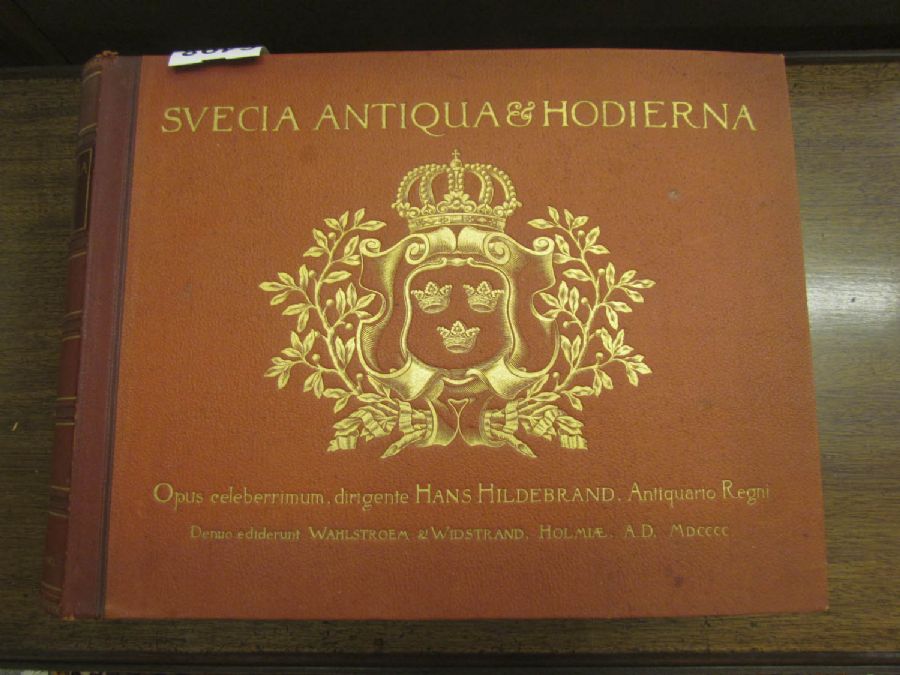 SVECIA ANTIQUA & HODIERNA
Opus celeberrimum, dirigente HANS HILDEBRAND. Antiquario Regni
Denuo ediderunt WAHLSTROEM & WIDSTRAND. HOLMIÆ. A.D. MDCCCC